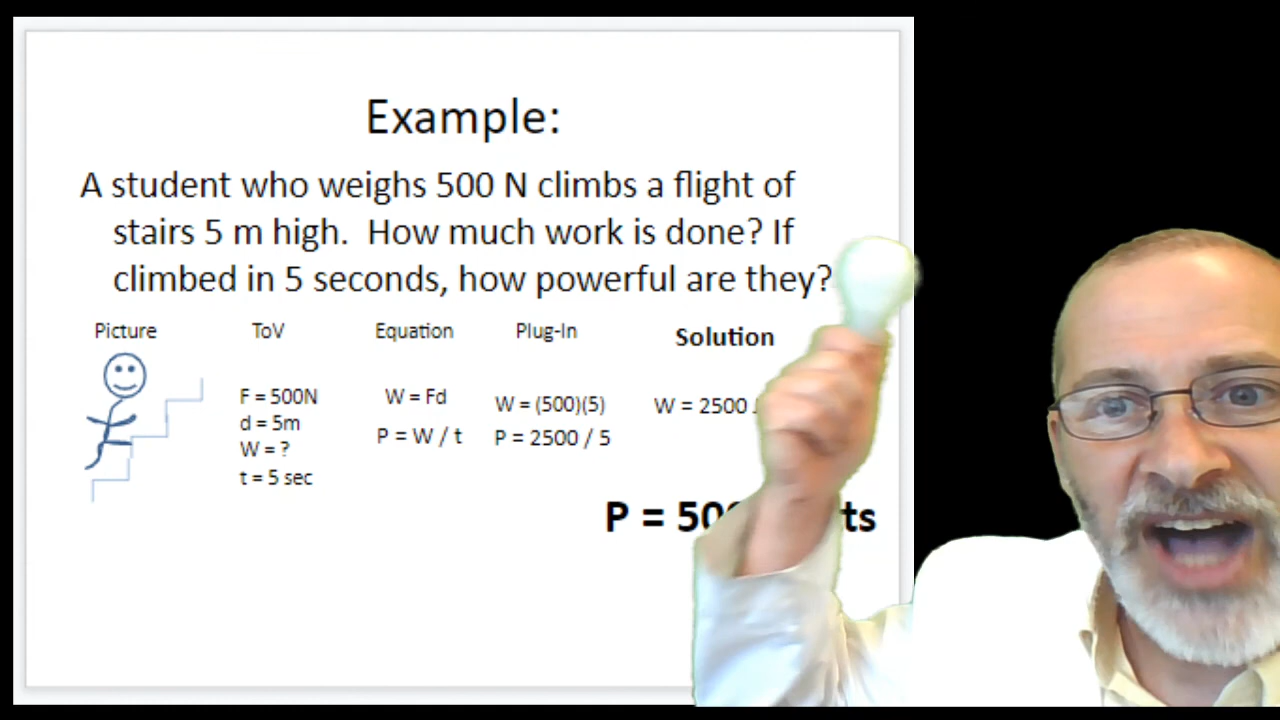 Example:
A student who weighs 500 N climbs a flight of
stairs 5 m high. How much work is done? If
climbed in 5 seconds, how powerful are they?
Picture
ToV
Equation
Plug-In
Solution
F = 500N
d = 5m
W = ?
t = 5 sec
W = Fd
P = W / t
W = (500)(5)
P = 2500 / 5
W = 2500
P =